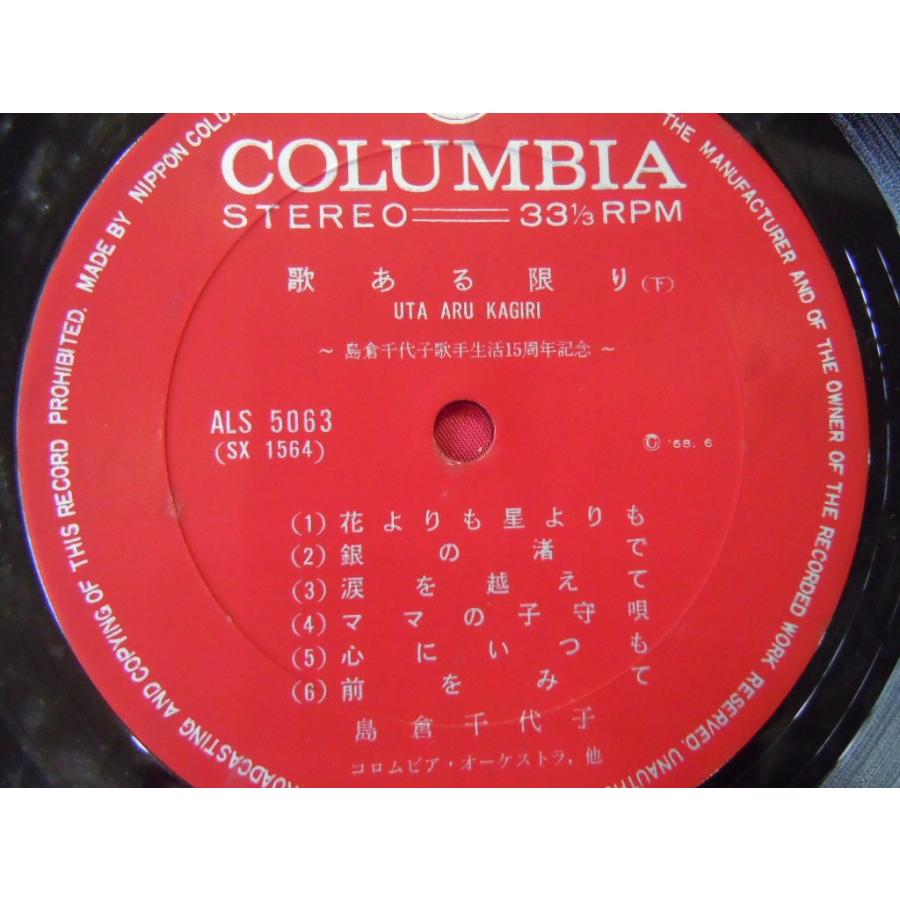 COLUMBIA
STEREO 33 1/3 RPM
歌ある限り(下)
UTA ARU KAGIRI
～島倉千代子歌手生活15周年記念～
ALS 5063
(SX 1564)
Ⓒ '68. 6
(1) 花よりも星よりも
(2) 銀の渚で
(3) 涙を越えて
(4) ママの子守唄
(5) 心にいつも
(6) 前をみて
島倉千代子
コロムビア・オーケストラ, 他
ROADCASTING AND COPYING OF THIS RECORD PROHIBITED. MADE BY NIPPON COLU
THE MANUFACTURER AND OF THE OWNER OF THE RECORDED WORK RESERVED. UNAUTH